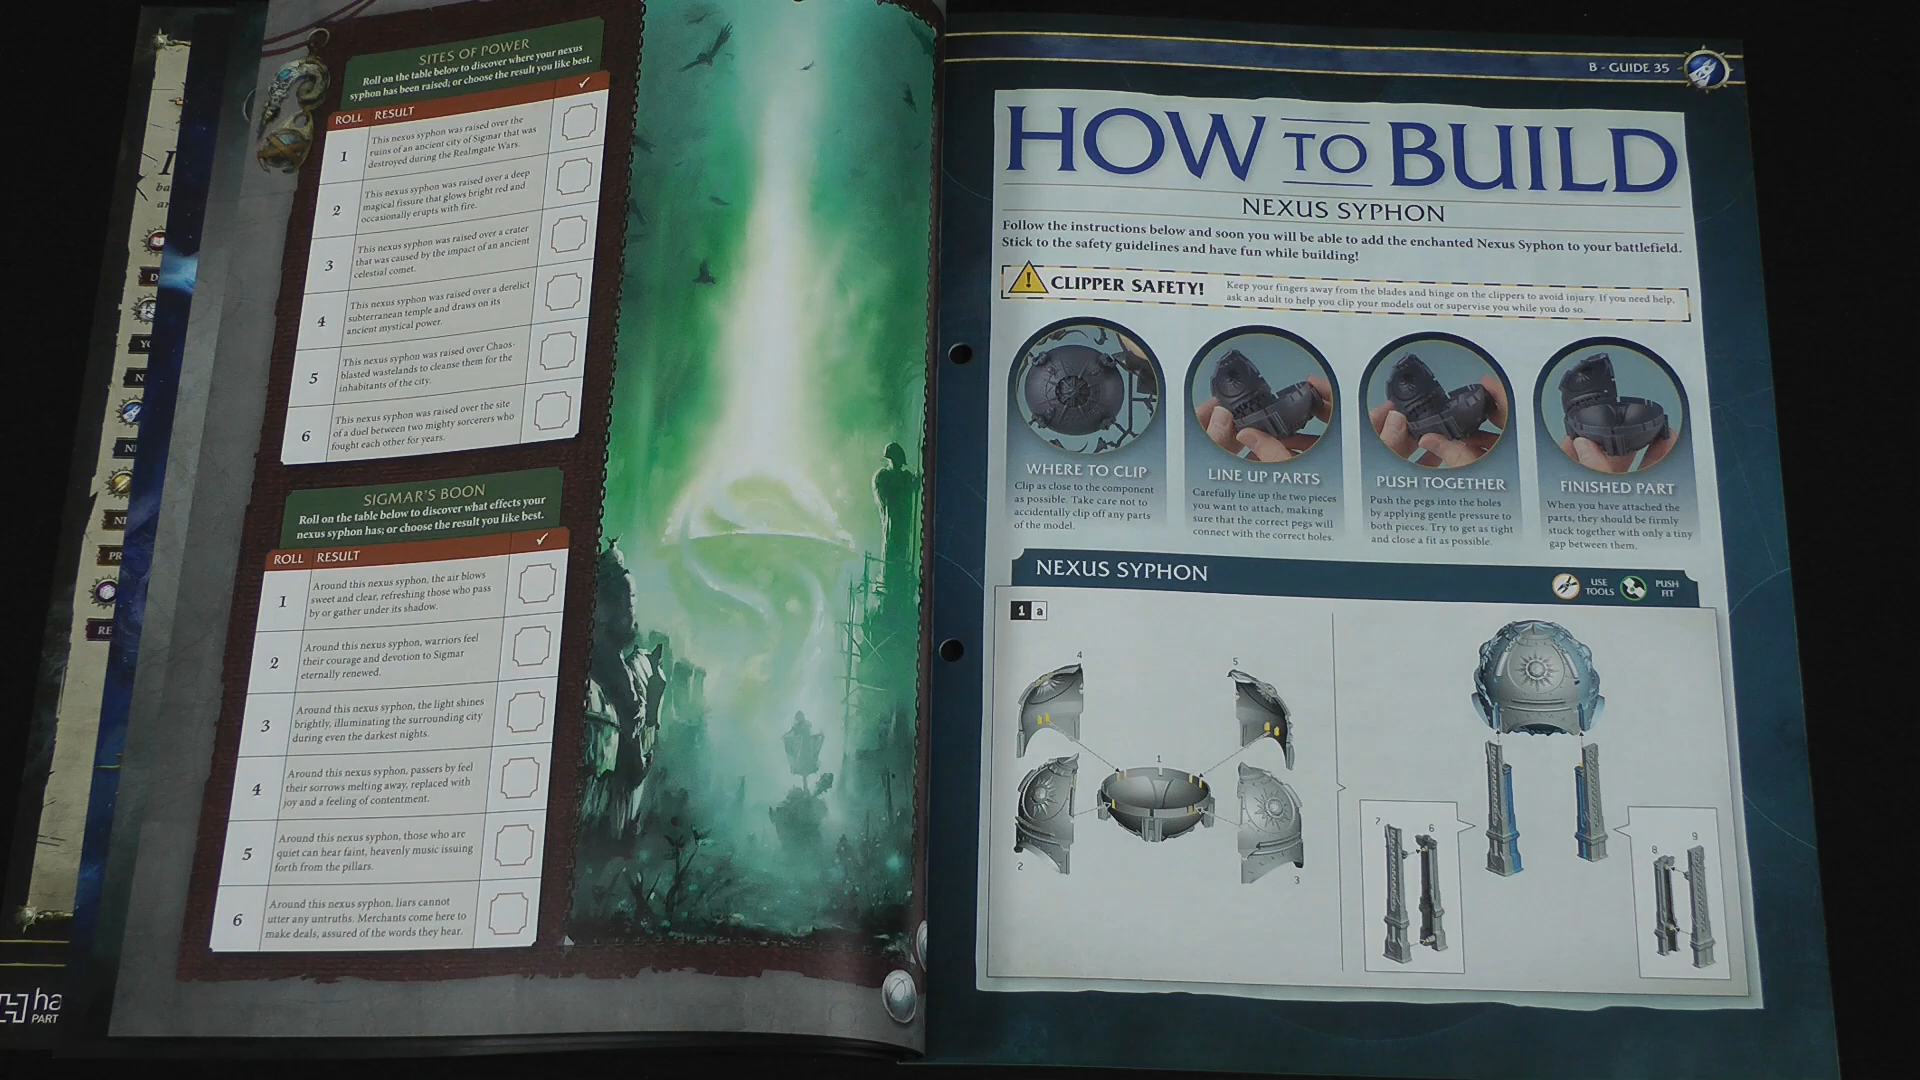 SITES OF POWER
Roll on the table below to discover where your nexus
syphon has been raised; or choose the result you like best.
ROLL RESULT ✓
1
This nexus syphon was raised over the
ruins of an ancient city of Sigmar that was
destroyed during the Realmgate Wars.
2
This nexus syphon was raised over a deep
magical fissure that glows bright red and
occasionally erupts with fire.
3
This nexus syphon was raised over a crater
that was caused by the impact of an ancient
celestial comet.
4
This nexus syphon was raised over a derelict
subterranean temple and draws on its
ancient mystical power.
5
This nexus syphon was raised over Chaos-
blasted wastelands to cleanse them for the
inhabitants of the city.
6
This nexus syphon was raised over the site
of a duel between two mighty sorcerers who
fought each other for years.
SIGMAR'S BOON
Roll on the table below to discover what effects your
nexus syphon has; or choose the result you like best.
ROLL RESULT ✓
1
Around this nexus syphon, the air blows
sweet and clear, refreshing those who pass
by or gather under its shadow.
2
Around this nexus syphon, warriors feel
their courage and devotion to Sigmar
eternally renewed.
3
Around this nexus syphon, the light shines
brightly, illuminating the surrounding city
during even the darkest nights.
4
Around this nexus syphon, passers by feel
their sorrows melting away, replaced with
joy and a feeling of contentment.
5
Around this nexus syphon, those who are
quiet can hear faint, heavenly music issuing
forth from the pillars.
6
Around this nexus syphon, liars cannot
utter any untruths. Merchants come here to
make deals, assured of the words they hear.
ha
PART
B - GUIDE 35
HOW TO BUILD
NEXUS SYPHON
Follow the instructions below and soon you will be able to add the enchanted Nexus Syphon to your battlefield.
Stick to the safety guidelines and have fun while building!
! CLIPPER SAFETY!
Keep your fingers away from the blades and hinge on the clippers to avoid injury. If you need help,
ask an adult to help you clip your models out or supervise you while you do so.
WHERE TO CLIP
Clip as close to the component
as possible. Take care not to
accidentally clip off any parts
of the model.
LINE UP PARTS
Carefully line up the two pieces
you want to attach, making
sure that the correct pegs will
connect with the correct holes.
PUSH TOGETHER
Push the pegs into the holes
by applying gentle pressure to
both pieces. Try to get as tight
and close a fit as possible.
FINISHED PART
When you have attached the
parts, they should be firmly
stuck together with only a tiny
gap between them.
NEXUS SYPHON
USE
TOOLS
PUSH
FIT
1 a
4
5
1
2
3
7
6
8
9